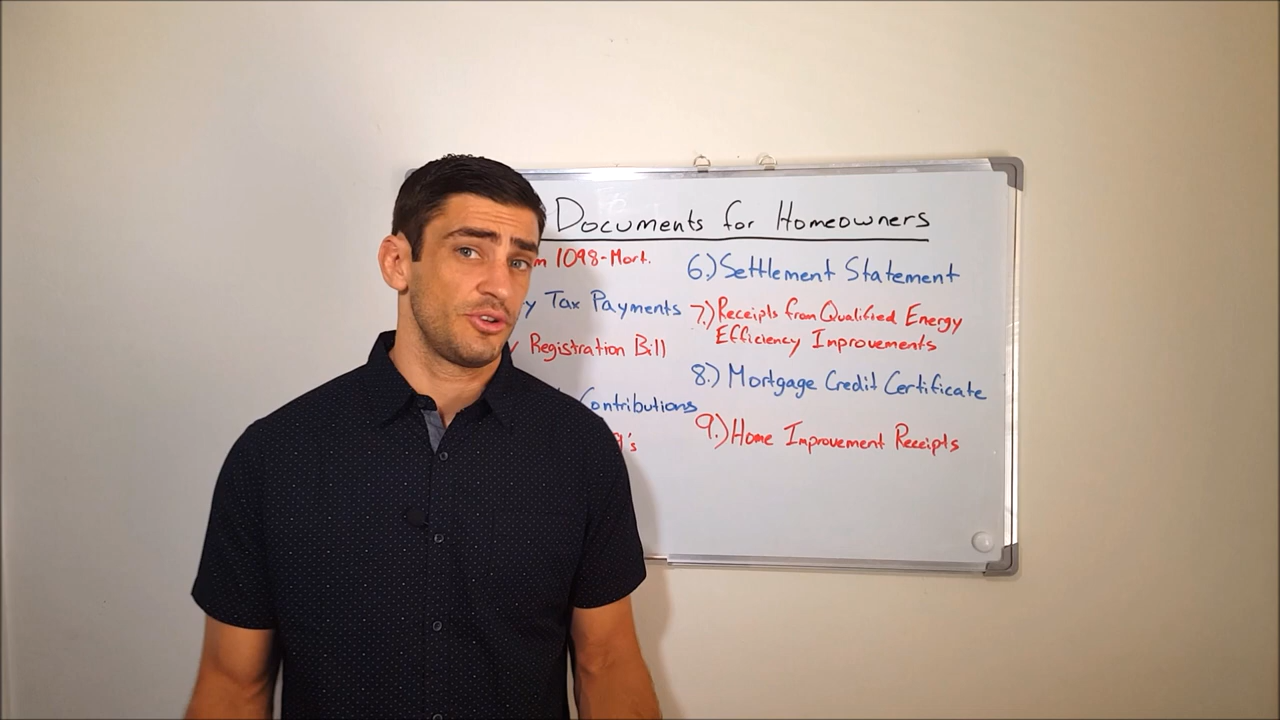 Documents for Homeowners
m 1098-Mort.
y Tax Payments
Registration Bill
Contributions
's
6.) Settlement Statement
7.) Receipts from Qualified Energy
Efficiency Improvements
8.) Mortgage Credit Certificate
9.) Home Improvement Receipts